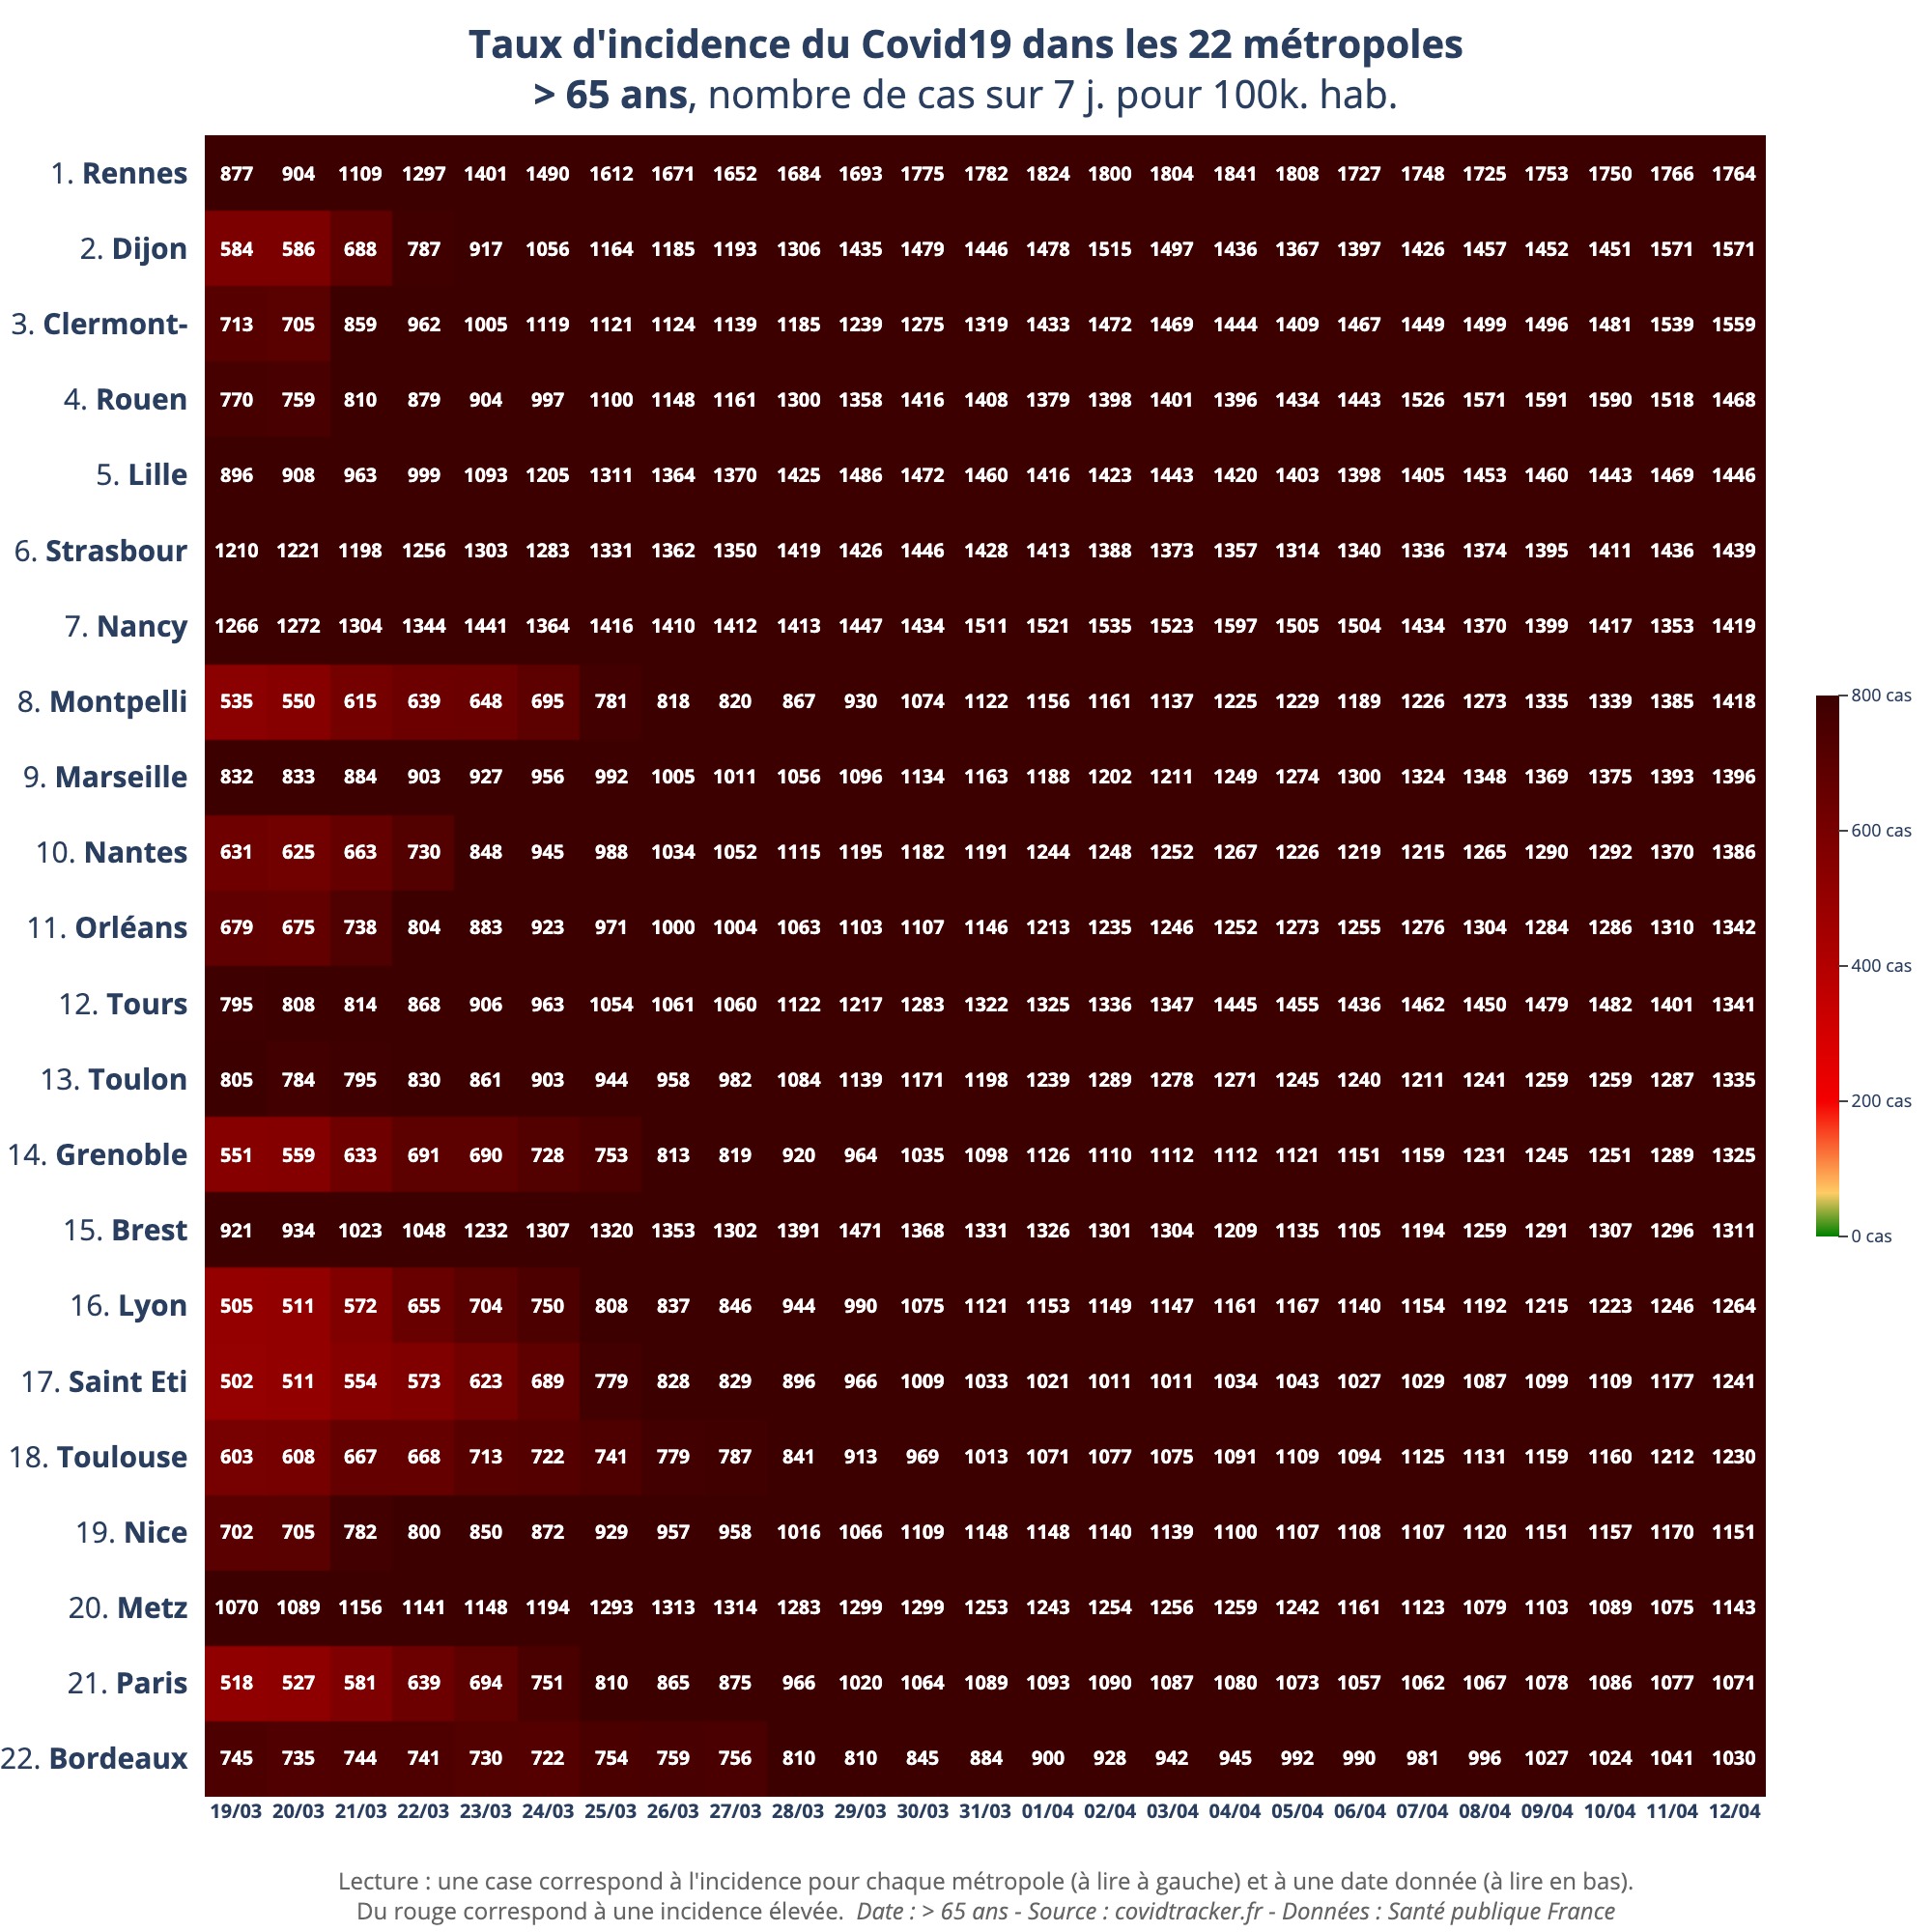 Taux d'incidence du Covid19 dans les 22 métropoles
> 65 ans, nombre de cas sur 7 j. pour 100k. hab.
1. Rennes 877 904 1109 1297 1401 1490 1612 1671 1652 1684 1693 1775 1782 1824 1800 1804 1841 1808 1727 1748 1725 1753 1750 1766 1764
2. Dijon 584 586 688 787 917 1056 1164 1185 1193 1306 1435 1479 1446 1478 1515 1497 1436 1367 1397 1426 1457 1452 1451 1571 1571
3. Clermont- 713 705 859 962 1005 1119 1121 1124 1139 1185 1239 1275 1319 1433 1472 1469 1444 1409 1467 1449 1499 1496 1481 1539 1559
4. Rouen 770 759 810 879 904 997 1100 1148 1161 1300 1358 1416 1408 1379 1398 1401 1396 1434 1443 1526 1571 1591 1590 1518 1468
5. Lille 896 908 963 999 1093 1205 1311 1364 1370 1425 1486 1472 1460 1416 1423 1443 1420 1403 1398 1405 1453 1460 1443 1469 1446
6. Strasbour 1210 1221 1198 1256 1303 1283 1331 1362 1350 1419 1426 1446 1428 1413 1388 1373 1357 1314 1340 1336 1374 1395 1411 1436 1439
7. Nancy 1266 1272 1304 1344 1441 1364 1416 1410 1412 1413 1447 1434 1511 1521 1535 1523 1597 1505 1504 1434 1370 1399 1417 1353 1419
8. Montpelli 535 550 615 639 648 695 781 818 820 867 930 1074 1122 1156 1161 1137 1225 1229 1189 1226 1273 1335 1339 1385 1418
800 cas
9. Marseille 832 833 884 903 927 956 992 1005 1011 1056 1096 1134 1163 1188 1202 1211 1249 1274 1300 1324 1348 1369 1375 1393 1396
600 cas
10. Nantes 631 625 663 730 848 945 988 1034 1052 1115 1195 1182 1191 1244 1248 1252 1267 1226 1219 1215 1265 1290 1292 1370 1386
11. Orléans 679 675 738 804 883 923 971 1000 1004 1063 1103 1107 1146 1213 1235 1246 1252 1273 1255 1276 1304 1284 1286 1310 1342
400 cas
12. Tours 795 808 814 868 906 963 1054 1061 1060 1122 1217 1283 1322 1325 1336 1347 1445 1455 1436 1462 1450 1479 1482 1401 1341
13. Toulon 805 784 795 830 861 903 944 958 982 1084 1139 1171 1198 1239 1289 1278 1271 1245 1240 1211 1241 1259 1259 1287 1335
200 cas
14. Grenoble 551 559 633 691 690 728 753 813 819 920 964 1035 1098 1126 1110 1112 1112 1121 1151 1159 1231 1245 1251 1289 1325
15. Brest 921 934 1023 1048 1232 1307 1320 1353 1302 1391 1471 1368 1331 1326 1301 1304 1209 1135 1105 1194 1259 1291 1307 1296 1311
0 cas
16. Lyon 505 511 572 655 704 750 808 837 846 944 990 1075 1121 1153 1149 1147 1161 1167 1140 1154 1192 1215 1223 1246 1264
17. Saint Eti 502 511 554 573 623 689 779 828 829 896 966 1009 1033 1021 1011 1011 1034 1043 1027 1029 1087 1099 1109 1177 1241
18. Toulouse 603 608 667 668 713 722 741 779 787 841 913 969 1013 1071 1077 1075 1091 1109 1094 1125 1131 1159 1160 1212 1230
19. Nice 702 705 782 800 850 872 929 957 958 1016 1066 1109 1148 1148 1140 1139 1100 1107 1108 1107 1120 1151 1157 1170 1151
20. Metz 1070 1089 1156 1141 1148 1194 1293 1313 1314 1283 1299 1299 1253 1243 1254 1256 1259 1242 1161 1123 1079 1103 1089 1075 1143
21. Paris 518 527 581 639 694 751 810 865 875 966 1020 1064 1089 1093 1090 1087 1080 1073 1057 1062 1067 1078 1086 1077 1071
22. Bordeaux 745 735 744 741 730 722 754 759 756 810 810 845 884 900 928 942 945 992 990 981 996 1027 1024 1041 1030
19/03 20/03 21/03 22/03 23/03 24/03 25/03 26/03 27/03 28/03 29/03 30/03 31/03 01/04 02/04 03/04 04/04 05/04 06/04 07/04 08/04 09/04 10/04 11/04 12/04
Lecture : une case correspond à l'incidence pour chaque métropole (à lire à gauche) et à une date donnée (à lire en bas).
Du rouge correspond à une incidence élevée. Date : > 65 ans - Source : covidtracker.fr - Données : Santé publique France